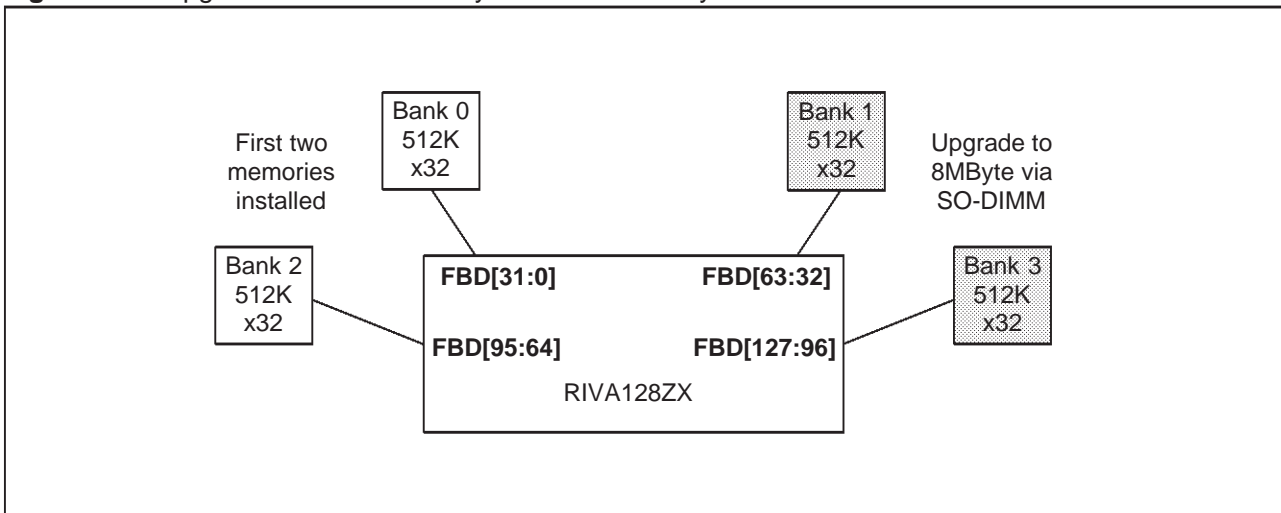 Bank 0
512K
x32
Bank 1
512K
x32
First two
memories
installed
Upgrade to
8MByte via
SO-DIMM
Bank 2
512K
x32
FBD[31:0]
FBD[63:32]
Bank 3
512K
x32
FBD[95:64]
FBD[127:96]
RIVA128ZX